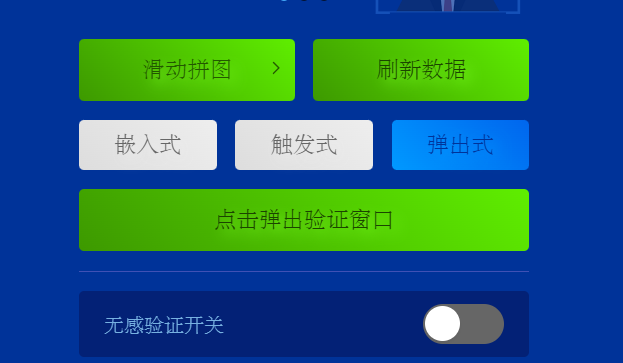 滑动拼图
刷新数据
嵌入式
触发式
弹出式
点击弹出验证窗口
无感验证开关